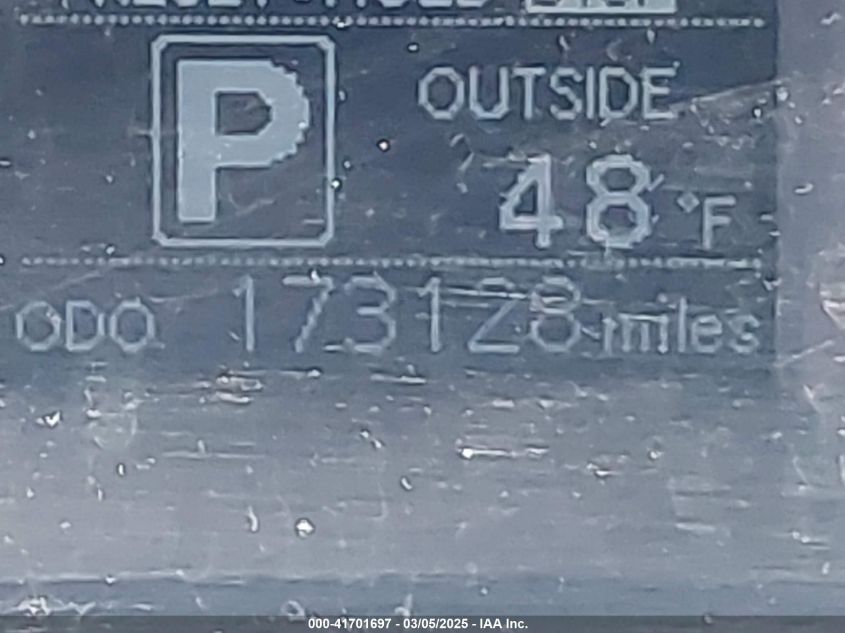 P
OUTSIDE
48 °F
ODO 173128 miles
000-41701697 - 03/05/2025 - IAA Inc.